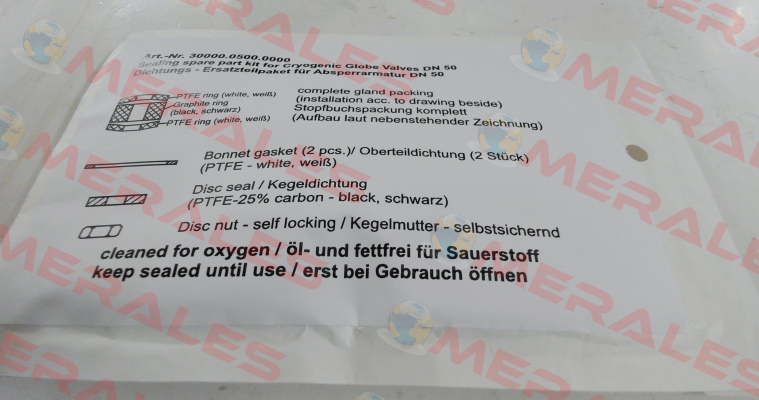 Art.-Nr. 30000.0500.0000
Sealing spare part kit for Cryogenic Globe Valves DN 50
Dichtungs - Ersatzteilpaket für Absperrarmatur DN 50
PTFE ring (white, weiß)
Graphite ring
(black, schwarz)
PTFE ring (white, weiß)
complete gland packing
(installation acc. to drawing beside)
Stopfbuchspackung komplett
(Aufbau laut nebenstehender Zeichnung)
Bonnet gasket (2 pcs.)/ Oberteildichtung (2 Stück)
(PTFE - white, weiß)
Disc seal / Kegeldichtung
(PTFE-25% carbon - black, schwarz)
Disc nut - self locking / Kegelmutter - selbstsichernd
cleaned for oxygen / öl- und fettfrei für Sauerstoff
keep sealed until use / erst bei Gebrauch öffnen
MERALES
MERALES
MERALES
MERALES
MERALES
MERALES